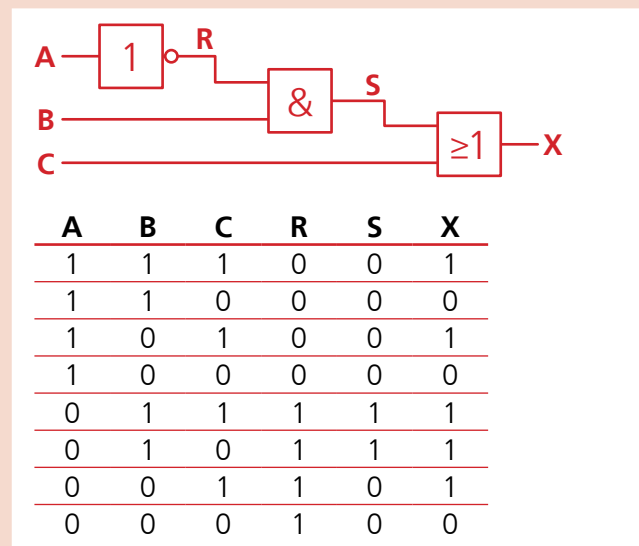 A 1 R
& S
B
≥1 X
C
A B C R S X
1 1 1 0 0 1
1 1 0 0 0 0
1 0 1 0 0 1
1 0 0 0 0 0
0 1 1 1 1 1
0 1 0 1 1 1
0 0 1 1 0 1
0 0 0 1 0 0